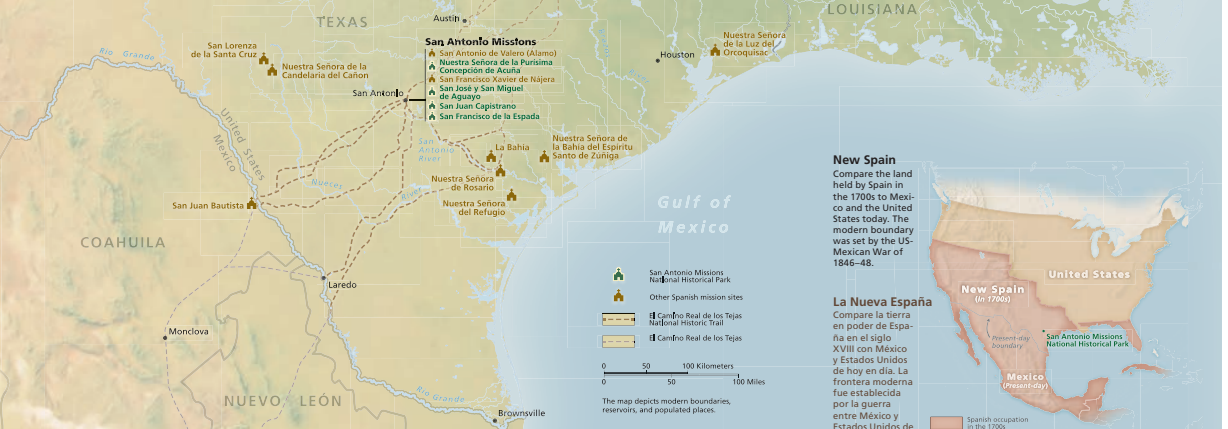 TEXAS
LOUISIANA
Austin
San Antonio Missions
San Antonio de Valero (Alamo)
Nuestra Señora de la Purísima
Concepción de Acuña
San Francisco Xavier de Nájera
San José y San Miguel
de Aguayo
San Juan Capistrano
San Francisco de la Espada
San Lorenza
de la Santa Cruz
Nuestra Señora de la
Candelaria del Cañon
Rio Grande
San Antonio
Houston
Nuestra Señora
de la Luz del
Orocquisac
United States
Mexico
San
Antonio
River
La Bahia
Nuestra Señora de
la Bahía del Espíritu
Santo de Zúñiga
Nueces
River
Nuestra Señora
de Rosario
Nuestra Señora
del Refugio
San Juan Bautista
COAHUILA
Gulf of
Mexico
Laredo
Monclova
NUEVO LEÓN
Rio Grande
Brownsville
San Antonio Missions
National Historical Park
Other Spanish mission sites
El Camino Real de los Tejas
National Historic Trail
El Camino Real de los Tejas
0 50 100 Kilometers
0 50 100 Miles
The map depicts modern boundaries,
reservoirs, and populated places.
New Spain
Compare the land
held by Spain in
the 1700s to Mexi-
co and the United
States today. The
modern boundary
was set by the US-
Mexican War of
1846–48.
La Nueva España
Compare la tierra
en poder de Espa-
ña en el siglo
XVIII con México
y Estados Unidos
de hoy en día. La
frontera moderna
fue establecida
por la guerra
entre México y
Estados Unidos de
United States
New Spain
(in 1700s)
Present-day
boundary
San Antonio Missions
National Historical Park
Mexico
(Present-day)
Spanish occupation
in the 1700s